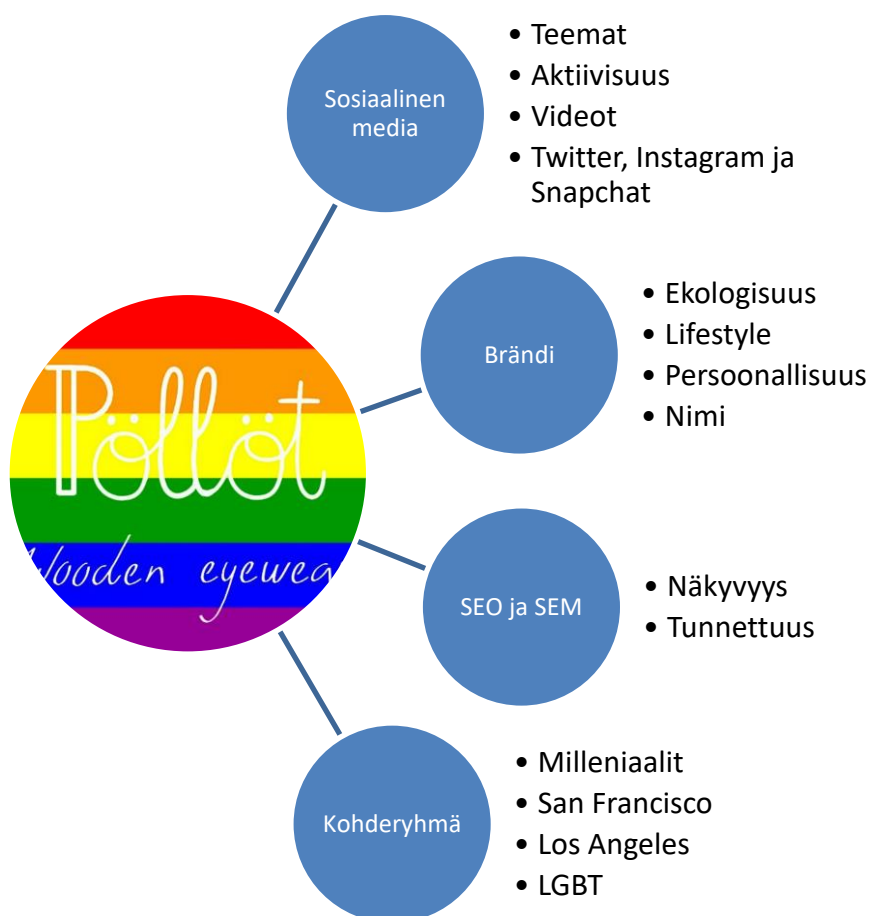 Sosiaalinen
media
• Teemat
• Aktiivisuus
• Videot
• Twitter, Instagram ja
Snapchat
Brändi
• Ekologisuus
• Lifestyle
• Persoonallisuus
• Nimi
Pöllöt
Wooden eyewea
SEO ja SEM
• Näkyvyys
• Tunnettuus
Kohderyhmä
• Milleniaalit
• San Francisco
• Los Angeles
• LGBT